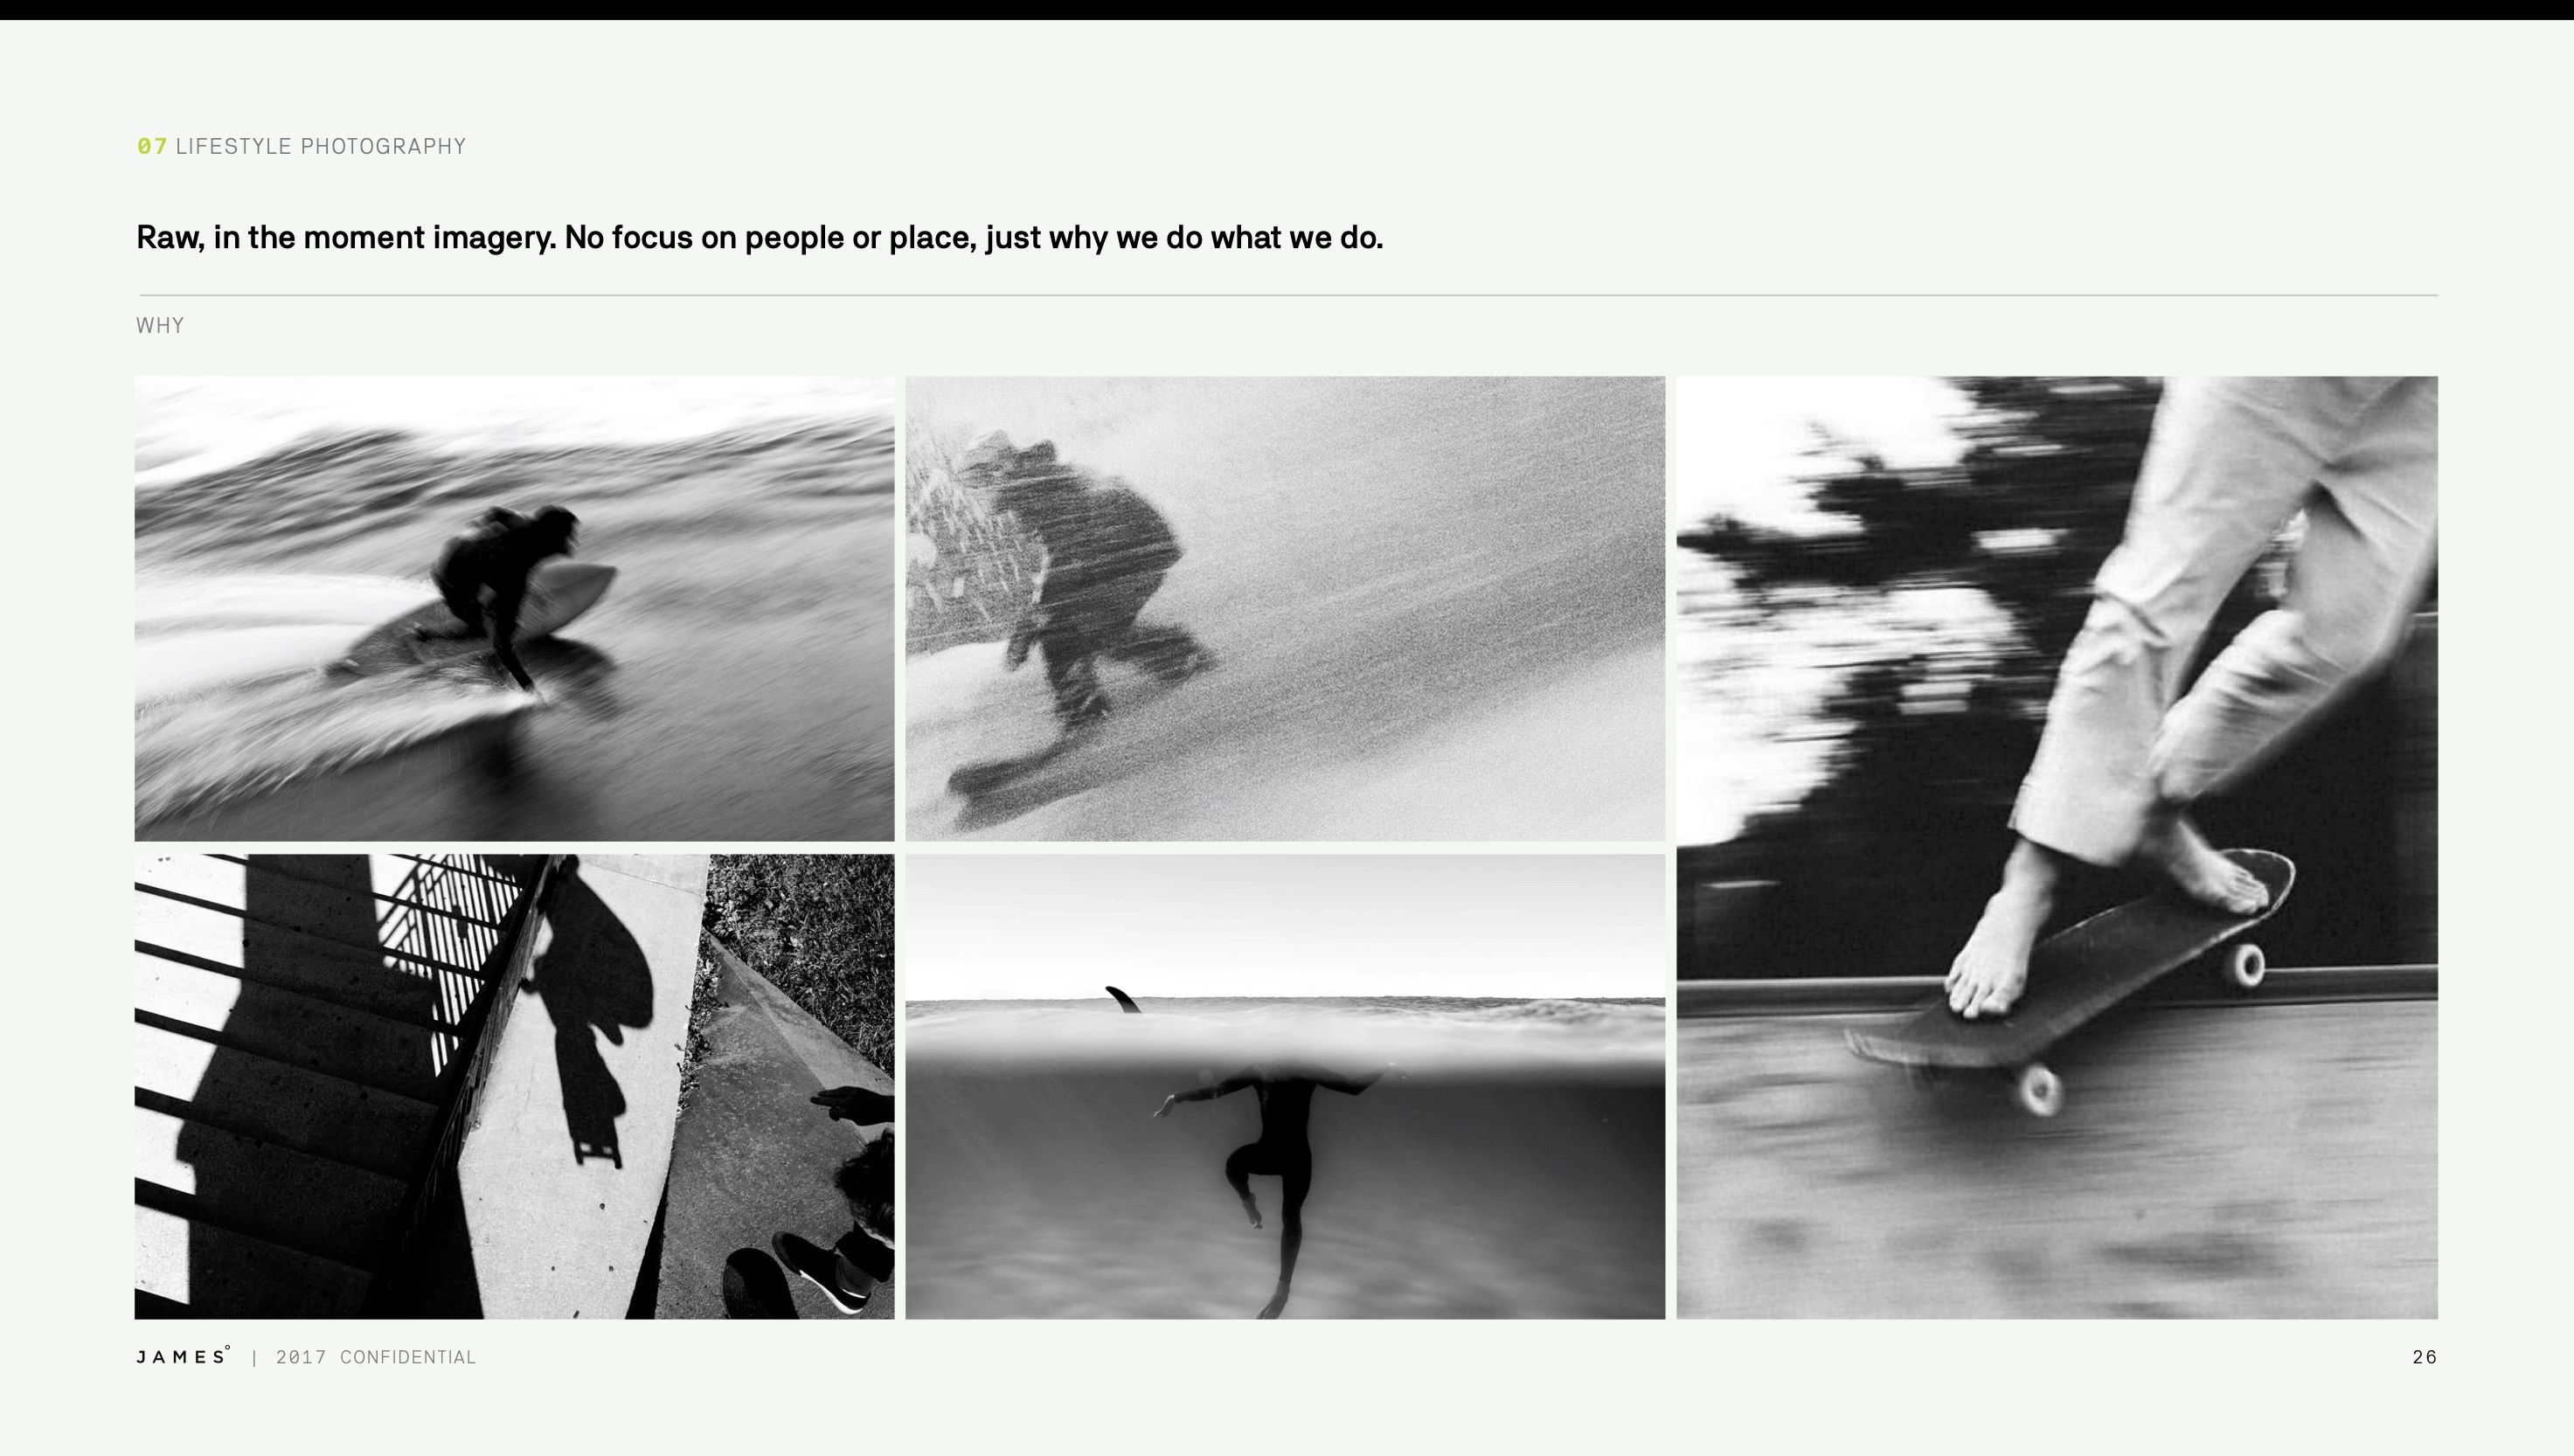 07 LIFESTYLE PHOTOGRAPHY
Raw, in the moment imagery. No focus on people or place, just why we do what we do.
WHY
JAMES° | 2017 CONFIDENTIAL
26